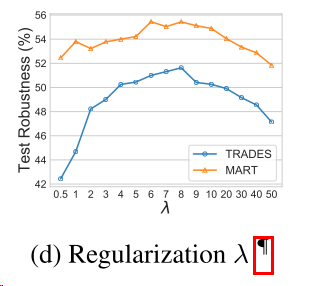 56
54
52
50
48
46
44
42
Test Robustness (%)
TRADES
MART
0.5 1 2 3 4 5 6 7 8 9 10 20 30 40 50
λ
(d) Regularization λ ¶